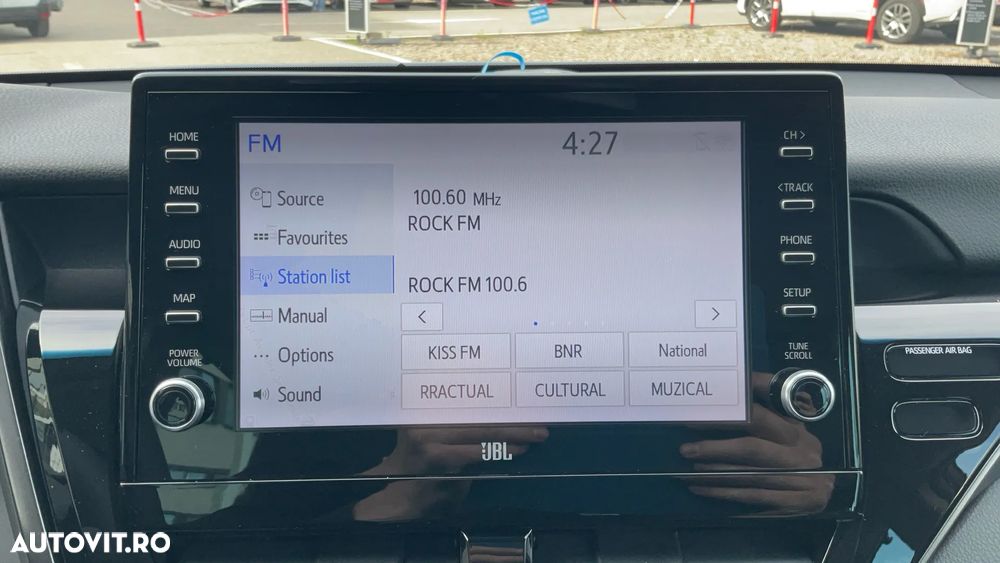 HOME
MENU
AUDIO
MAP
POWER
VOLUME
FM
4:27
Source
Favourites
Station list
Manual
Options
Sound
100.60 MHz
ROCK FM
ROCK FM 100.6
< >
KISS FM BNR National
RRACTUAL CULTURAL MUZICAL
JBL
CH >
< TRACK
PHONE
SETUP
TUNE
SCROLL
PASSENGER AIR BAG
AUTOVIT.RO